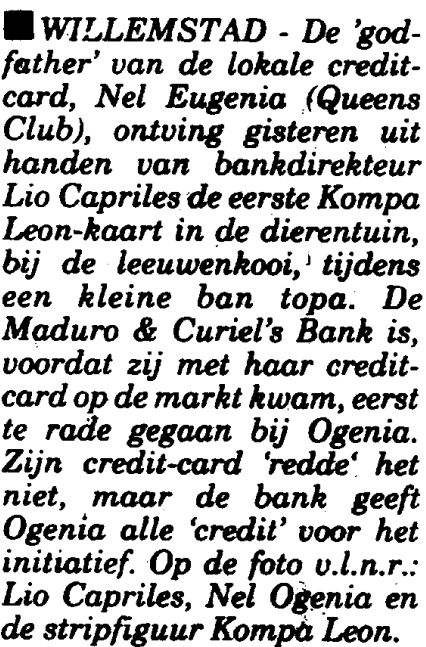 ■ WILLEMSTAD - De 'god-
father' van de lokale credit-
card, Nel Eugenia (Queens
Club), ontving gisteren uit
handen van bankdirekteur
Lio Capriles de eerste Kompa
Leon-kaart in de dierentuin,
bij de leeuwenkooi, tijdens
een kleine ban topa. De
Maduro & Curiel's Bank is,
voordat zij met haar credit-
card op de markt kwam, eerst
te rade gegaan bij Ogenia.
Zijn credit-card 'redde' het
niet, maar de bank geeft
Ogenia alle 'credit' voor het
initiatief. Op de foto v.l.n.r.:
Lio Capriles, Nel Ogenia en
de stripfiguur Kompa Leon.